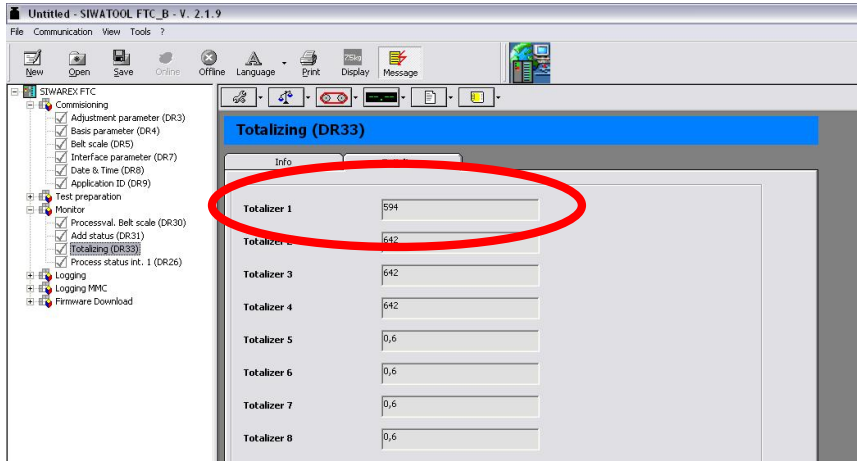 Untitled - SIWATOOL FTC_B - V. 2.1.9
File Communication View Tools ?
New Open Save Online Offline Language Print Display Message
75kg
SIWAREX FTC
Commisioning
Adjustment parameter (DR3)
Basis parameter (DR4)
Belt scale (DR5)
Interface parameter (DR7)
Date & Time (DR8)
Application ID (DR9)
Test preparation
Monitor
Processval. Belt scale (DR30)
Add status (DR31)
Totalizing (DR33)
Process status int. 1 (DR26)
Logging
Logging MMC
Firmware Download
Totalizing (DR33)
Info
Totalizer 1 594
Totalizer 2 642
Totalizer 3 642
Totalizer 4 642
Totalizer 5 0,6
Totalizer 6 0,6
Totalizer 7 0,6
Totalizer 8 0,6